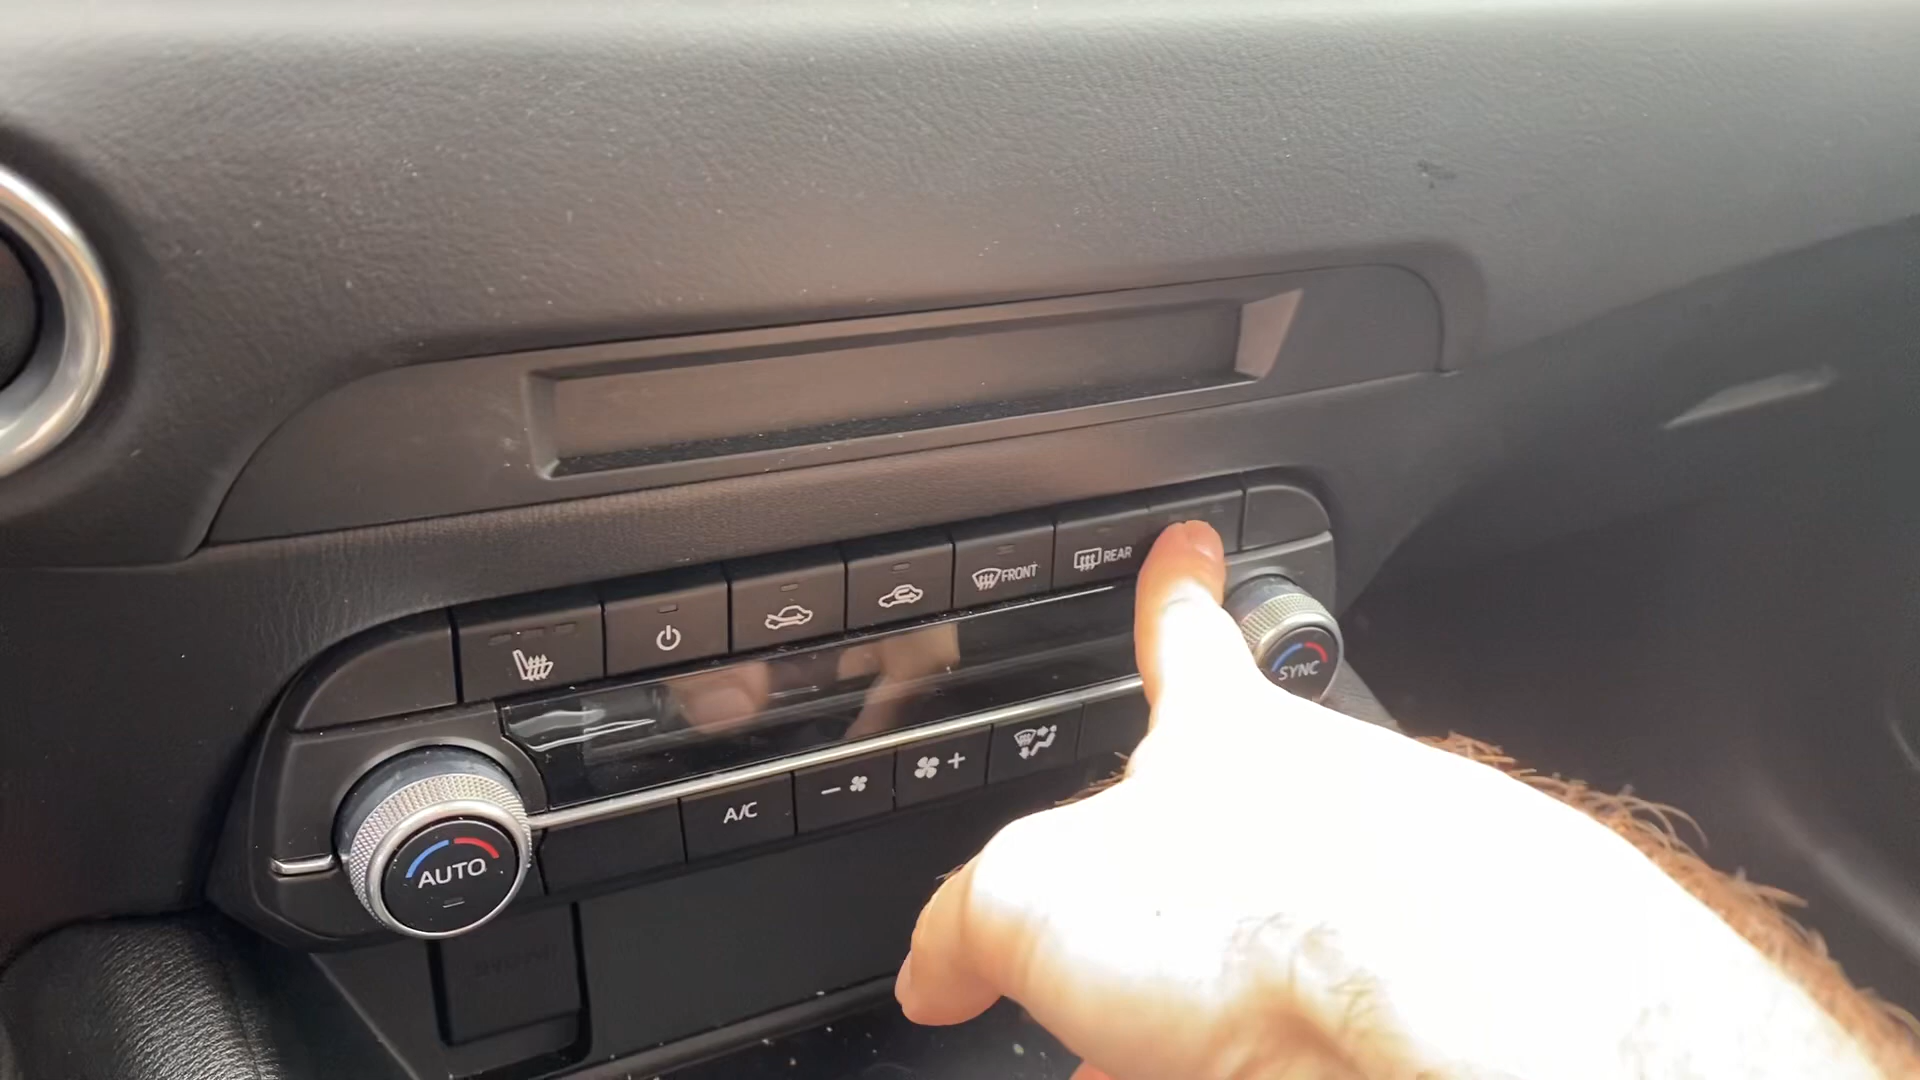 FRONT
REAR
SYNC
A/C
- +
AUTO